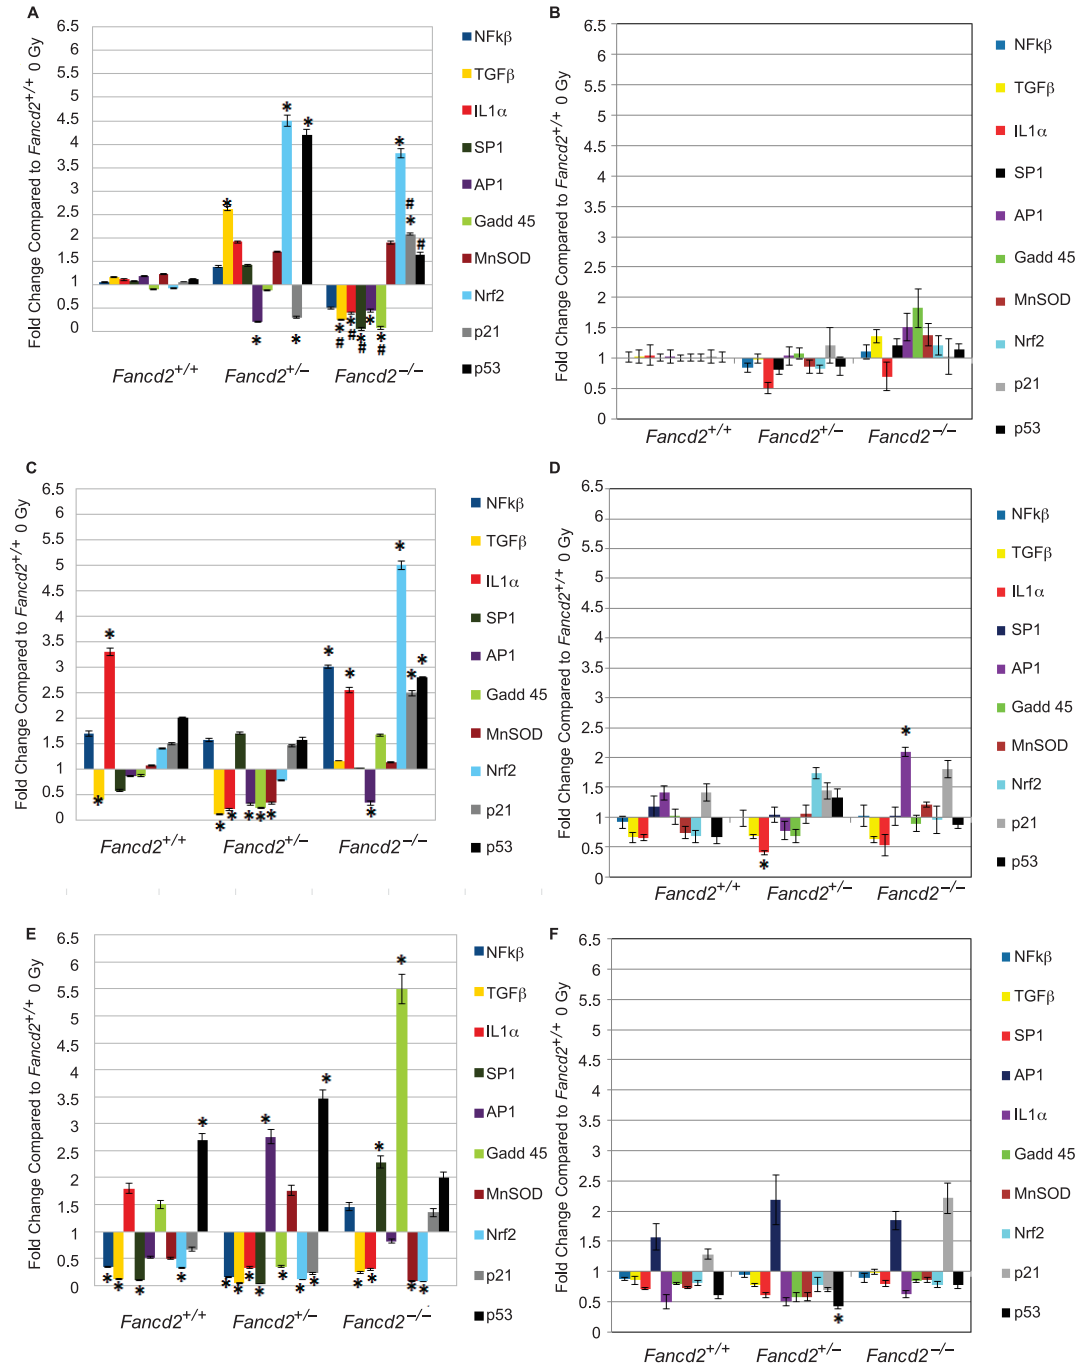 A
Fold Change Compared to Fancd2+/+ 0 Gy
6.5
6
5.5
5
4.5
4
3.5
3
2.5
2
1.5
1
0.5
0
Fancd2+/+
Fancd2+/–
Fancd2–/–
NFkβ
TGFβ
IL1α
SP1
AP1
Gadd 45
MnSOD
Nrf2
p21
p53
* * * * * * * * * * * * * # # # # # #
B
Fold Change Compared to Fancd2+/+ 0 Gy
6.5
6
5.5
5
4.5
4
3.5
3
2.5
2
1.5
1
0.5
0
Fancd2+/+
Fancd2+/–
Fancd2–/–
NFkβ
TGFβ
IL1α
SP1
AP1
Gadd 45
MnSOD
Nrf2
p21
p53
C
Fold Change Compared to Fancd2+/+ 0 Gy
6.5
6
5.5
5
4.5
4
3.5
3
2.5
2
1.5
1
0.5
0
Fancd2+/+
Fancd2+/–
Fancd2–/–
NFkβ
TGFβ
IL1α
SP1
AP1
Gadd 45
MnSOD
Nrf2
p21
p53
* * * * * * * * * * * * *
D
Fold Change Compared to Fancd2+/+ 0 Gy
6.5
6
5.5
5
4.5
4
3.5
3
2.5
2
1.5
1
0.5
0
Fancd2+/+
Fancd2+/–
Fancd2–/–
NFkβ
TGFβ
IL1α
SP1
AP1
Gadd 45
MnSOD
Nrf2
p21
p53
* *
E
Fold Change Compared to Fancd2+/+ 0 Gy
6.5
6
5.5
5
4.5
4
3.5
3
2.5
2
1.5
1
0.5
0
Fancd2+/+
Fancd2+/–
Fancd2–/–
NFkβ
TGFβ
IL1α
SP1
AP1
Gadd 45
MnSOD
Nrf2
p21
p53
* * * * * * * * * * * * * * * * * * * *
F
Fold Change Compared to Fancd2+/+ 0 Gy
6.5
6
5.5
5
4.5
4
3.5
3
2.5
2
1.5
1
0.5
0
Fancd2+/+
Fancd2+/–
Fancd2–/–
NFkβ
TGFβ
SP1
AP1
IL1α
Gadd 45
MnSOD
Nrf2
p21
p53
*